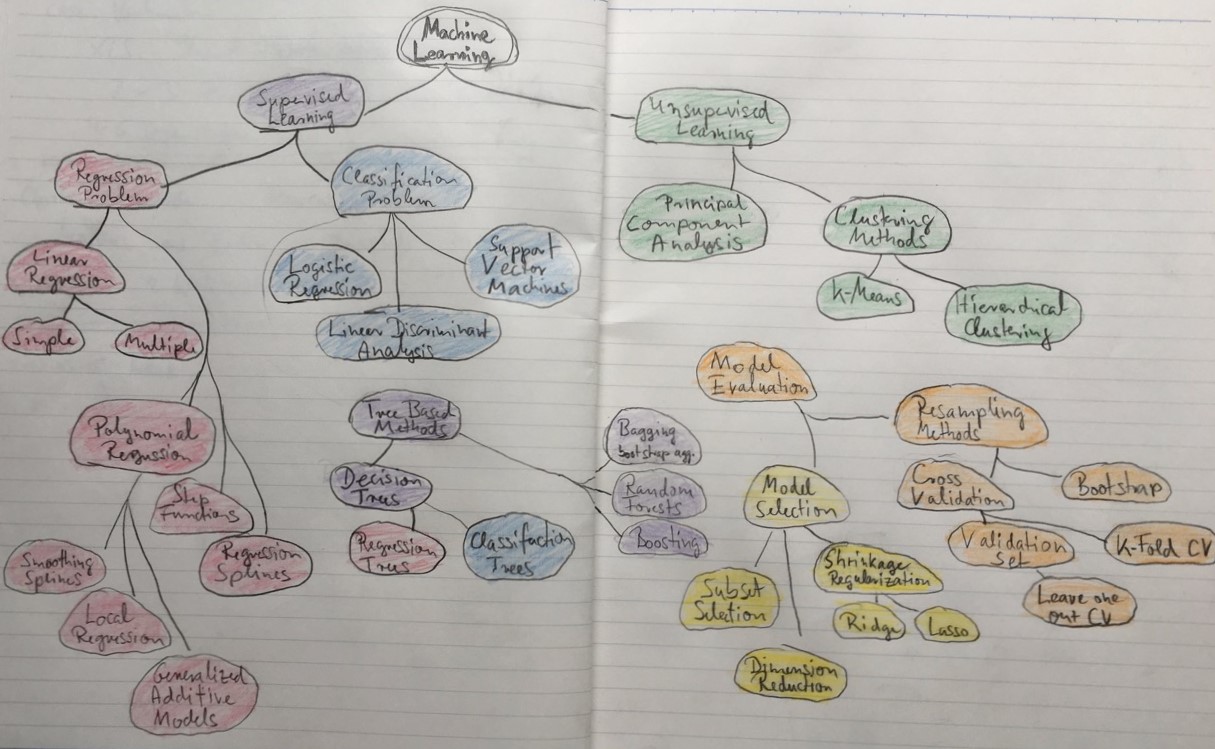 Machine
Learning
Supervised
Learning
Unsupervised
Learning
Regression
Problem
Classification
Problem
Principal
Component
Analysis
Clustering
Methods
Linear
Regression
Logistic
Regression
Support
Vector
Machines
K-Means
Hierarchical
Clustering
Simple
Multiple
Linear Discriminant
Analysis
Model
Evaluation
Polynomial
Regression
Tree Based
Methods
Bagging
bootstrap agg.
Resampling
Methods
Step
Functions
Decision
Trees
Random
Forests
Model
Selection
Cross
Validation
Bootstrap
Smoothing
Splines
Regression
Splines
Regression
Trees
Classifaction
Trees
Boosting
Shrinkage
Regularization
Validation
Set
K-Fold CV
Local
Regression
Subset
Selection
Ridge
Lasso
Leave one
out CV
Generalized
Additive
Models
Dimension
Reduction